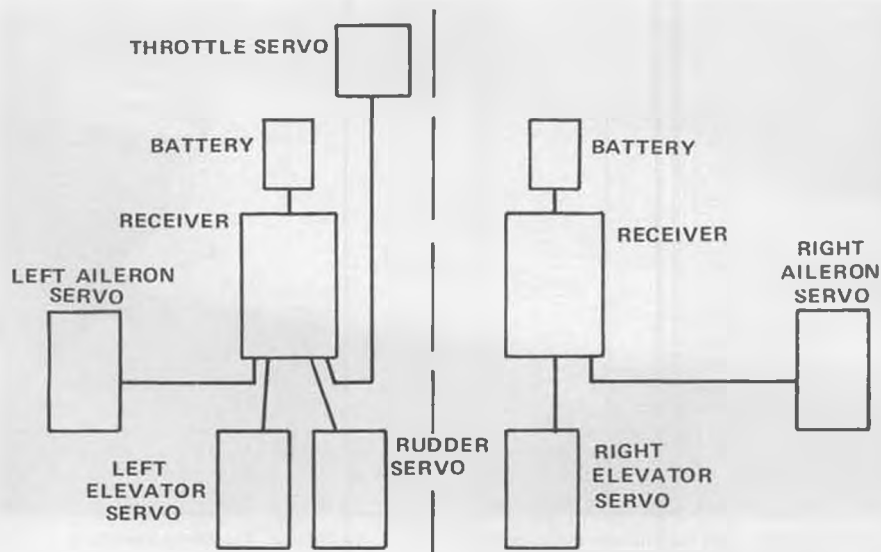 THROTTLE SERVO
BATTERY
BATTERY
RECEIVER
RECEIVER
LEFT AILERON
SERVO
RIGHT
AILERON
SERVO
LEFT
ELEVATOR
SERVO
RUDDER
SERVO
RIGHT
ELEVATOR
SERVO